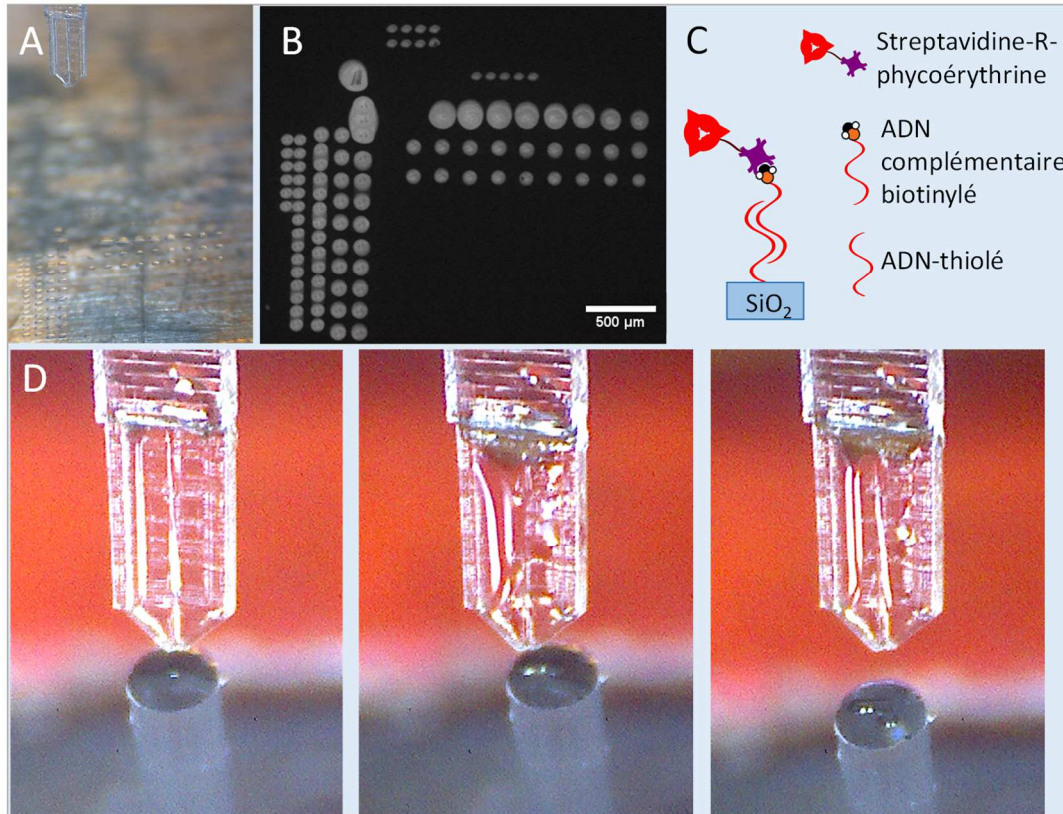 A
B
C
Streptavidine-R-
phycoérythrine
ADN
complémentaire
biotinylé
ADN-thiolé
SiO₂
500 µm
D